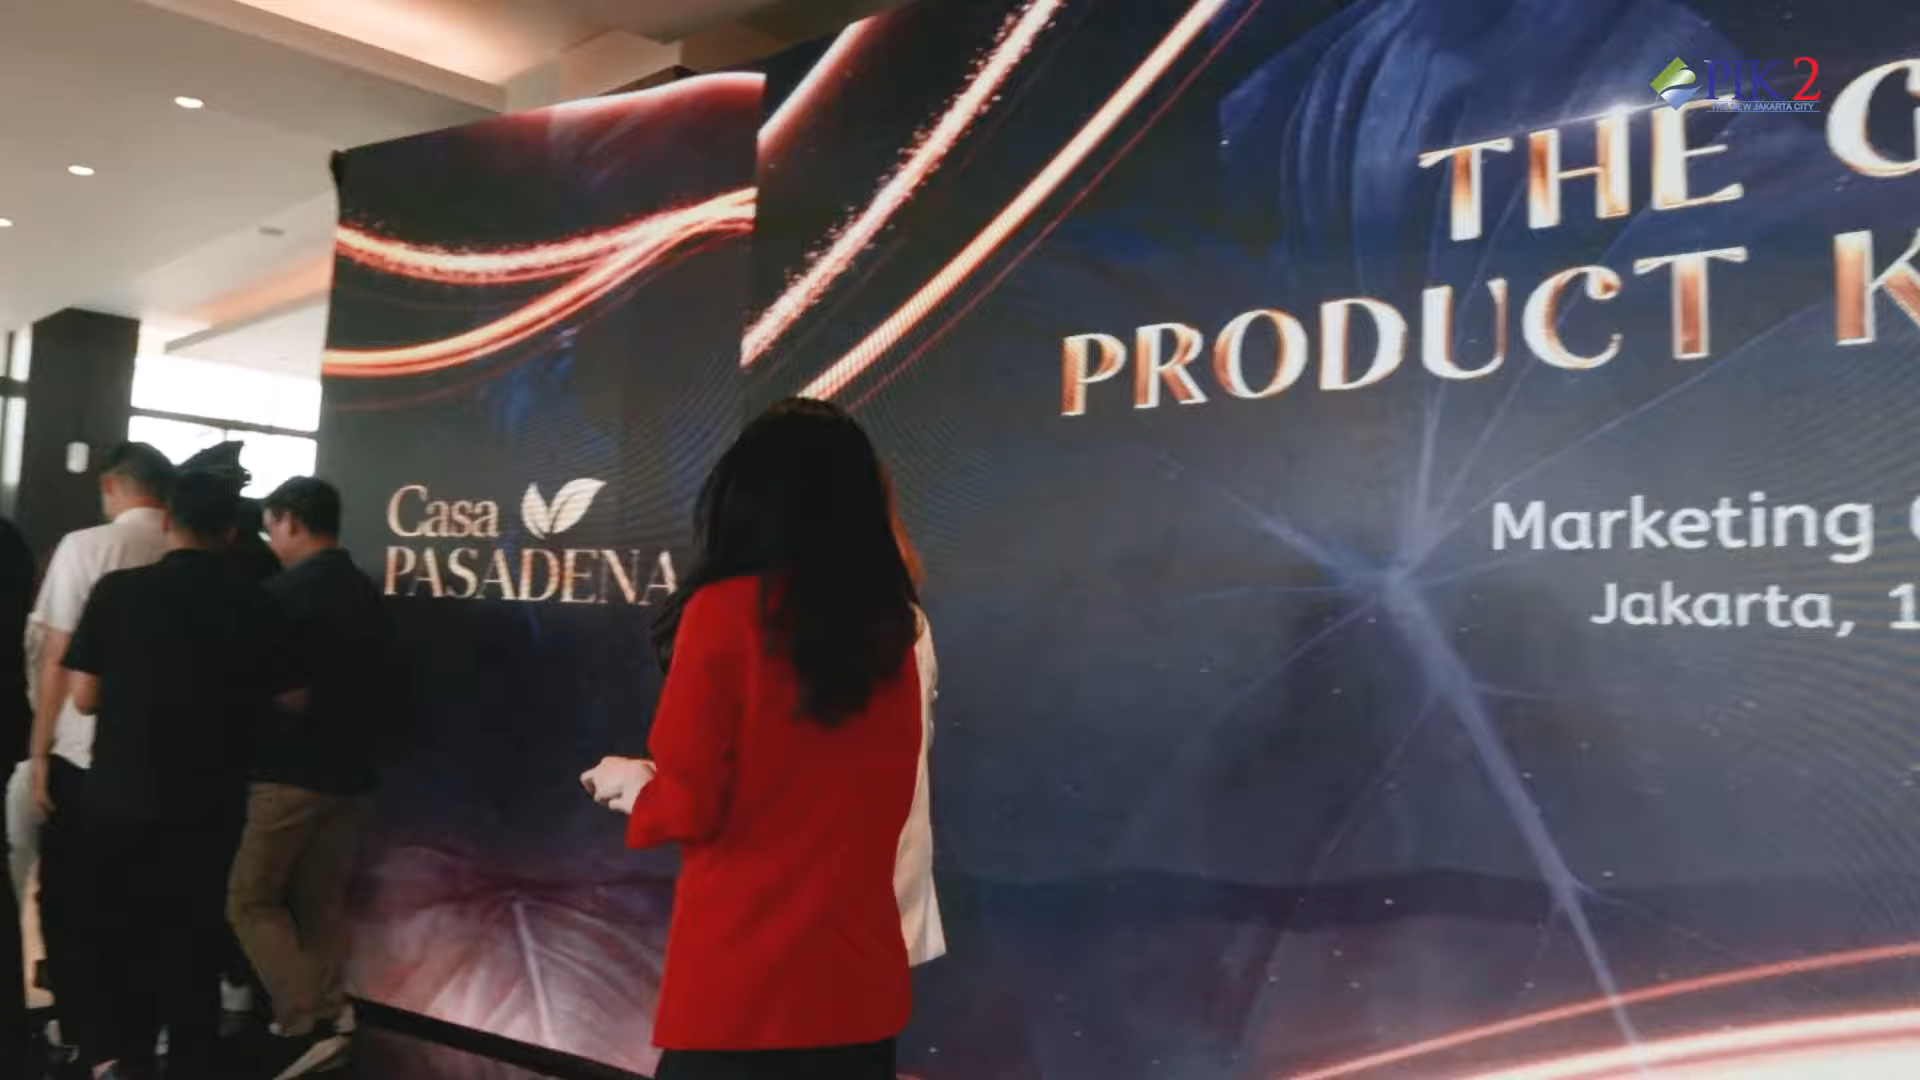 PIK 2
THE NEW JAKARTA CITY
THE G
PRODUCT K
Marketing
Jakarta, 1
Casa
PASADENA